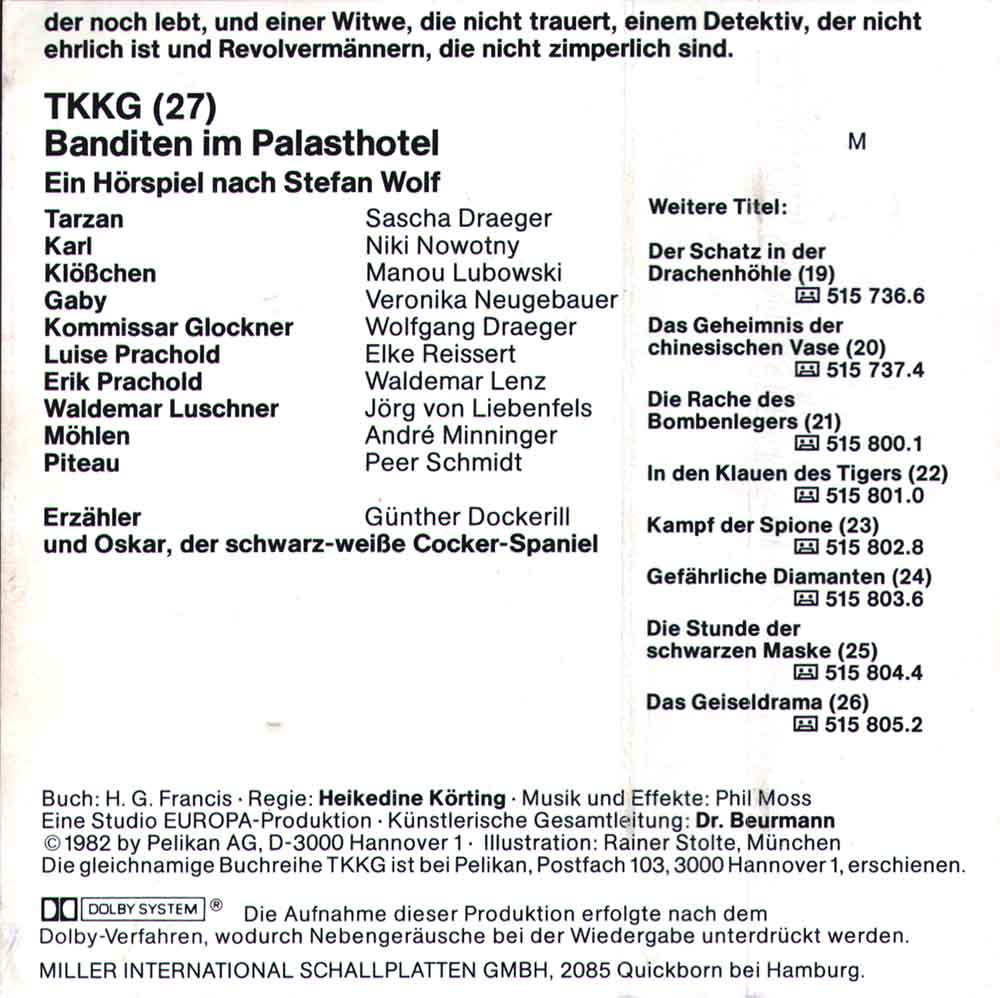 der noch lebt, und einer Witwe, die nicht trauert, einem Detektiv, der nicht
ehrlich ist und Revolvermännern, die nicht zimperlich sind.
TKKG (27)
Banditen im Palasthotel
Ein Hörspiel nach Stefan Wolf
Tarzan Sascha Draeger
Karl Niki Nowotny
Klößchen Manou Lubowski
Gaby Veronika Neugebauer
Kommissar Glockner Wolfgang Draeger
Luise Prachold Elke Reissert
Erik Prachold Waldemar Lenz
Waldemar Luschner Jörg von Liebenfels
Möhlen André Minninger
Piteau Peer Schmidt
Erzähler Günther Dockerill
und Oskar, der schwarz-weiße Cocker-Spaniel
M
Weitere Titel:
Der Schatz in der
Drachenhöhle (19)
515 736.6
Das Geheimnis der
chinesischen Vase (20)
515 737.4
Die Rache des
Bombenlegers (21)
515 800.1
In den Klauen des Tigers (22)
515 801.0
Kampf der Spione (23)
515 802.8
Gefährliche Diamanten (24)
515 803.6
Die Stunde der
schwarzen Maske (25)
515 804.4
Das Geiseldrama (26)
515 805.2
Buch: H. G. Francis · Regie: Heikedine Körting · Musik und Effekte: Phil Moss
Eine Studio EUROPA-Produktion · Künstlerische Gesamtleitung: Dr. Beurmann
© 1982 by Pelikan AG, D-3000 Hannover 1 · Illustration: Rainer Stolte, München
Die gleichnamige Buchreihe TKKG ist bei Pelikan, Postfach 103, 3000 Hannover 1, erschienen.
DOLBY SYSTEM ® Die Aufnahme dieser Produktion erfolgte nach dem
Dolby-Verfahren, wodurch Nebengeräusche bei der Wiedergabe unterdrückt werden.
MILLER INTERNATIONAL SCHALLPLATTEN GMBH, 2085 Quickborn bei Hamburg.